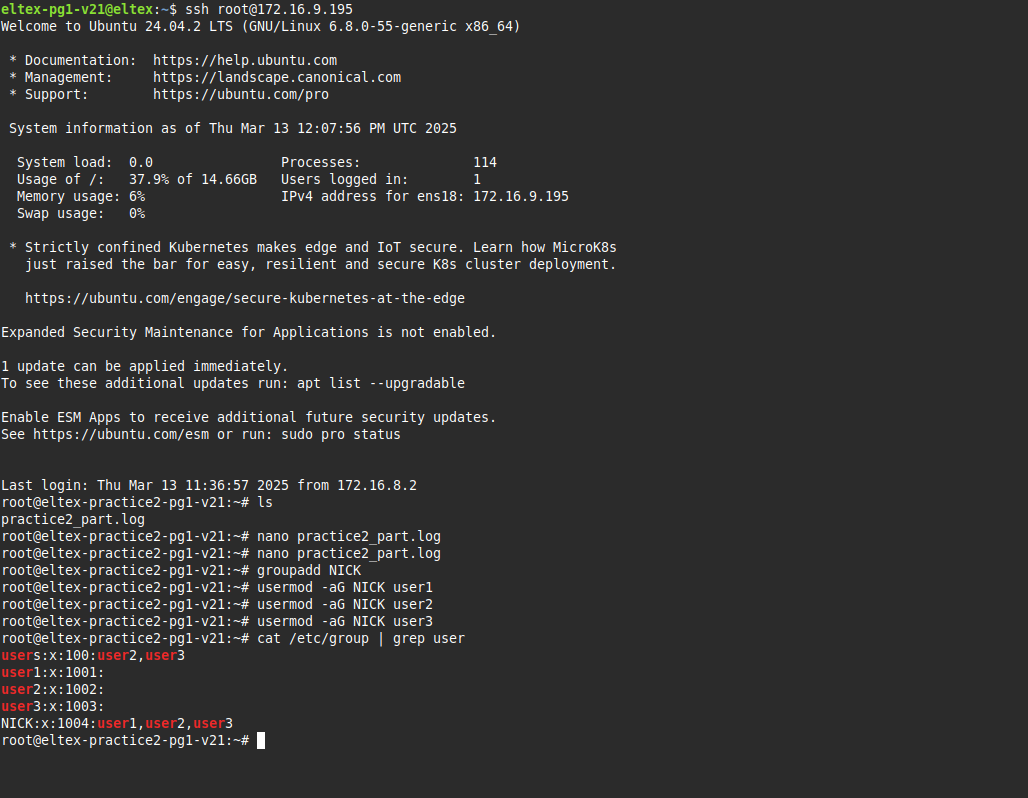 eltex-pg1-v21@eltex:~$ ssh root@172.16.9.195
Welcome to Ubuntu 24.04.2 LTS (GNU/Linux 6.8.0-55-generic x86_64)

 * Documentation:  https://help.ubuntu.com
 * Management:     https://landscape.canonical.com
 * Support:        https://ubuntu.com/pro

 System information as of Thu Mar 13 12:07:56 PM UTC 2025

  System load:  0.0                Processes:              114
  Usage of /:   37.9% of 14.66GB   Users logged in:        1
  Memory usage: 6%                 IPv4 address for ens18: 172.16.9.195
  Swap usage:   0%

 * Strictly confined Kubernetes makes edge and IoT secure. Learn how MicroK8s
   just raised the bar for easy, resilient and secure K8s cluster deployment.

   https://ubuntu.com/engage/secure-kubernetes-at-the-edge

Expanded Security Maintenance for Applications is not enabled.

1 update can be applied immediately.
To see these additional updates run: apt list --upgradable

Enable ESM Apps to receive additional future security updates.
See https://ubuntu.com/esm or run: sudo pro status


Last login: Thu Mar 13 11:36:57 2025 from 172.16.8.2
root@eltex-practice2-pg1-v21:~# ls
practice2_part.log
root@eltex-practice2-pg1-v21:~# nano practice2_part.log
root@eltex-practice2-pg1-v21:~# nano practice2_part.log
root@eltex-practice2-pg1-v21:~# groupadd NICK
root@eltex-practice2-pg1-v21:~# usermod -aG NICK user1
root@eltex-practice2-pg1-v21:~# usermod -aG NICK user2
root@eltex-practice2-pg1-v21:~# usermod -aG NICK user3
root@eltex-practice2-pg1-v21:~# cat /etc/group | grep user
users:x:100:user2,user3
user1:x:1001:
user2:x:1002:
user3:x:1003:
NICK:x:1004:user1,user2,user3
root@eltex-practice2-pg1-v21:~#